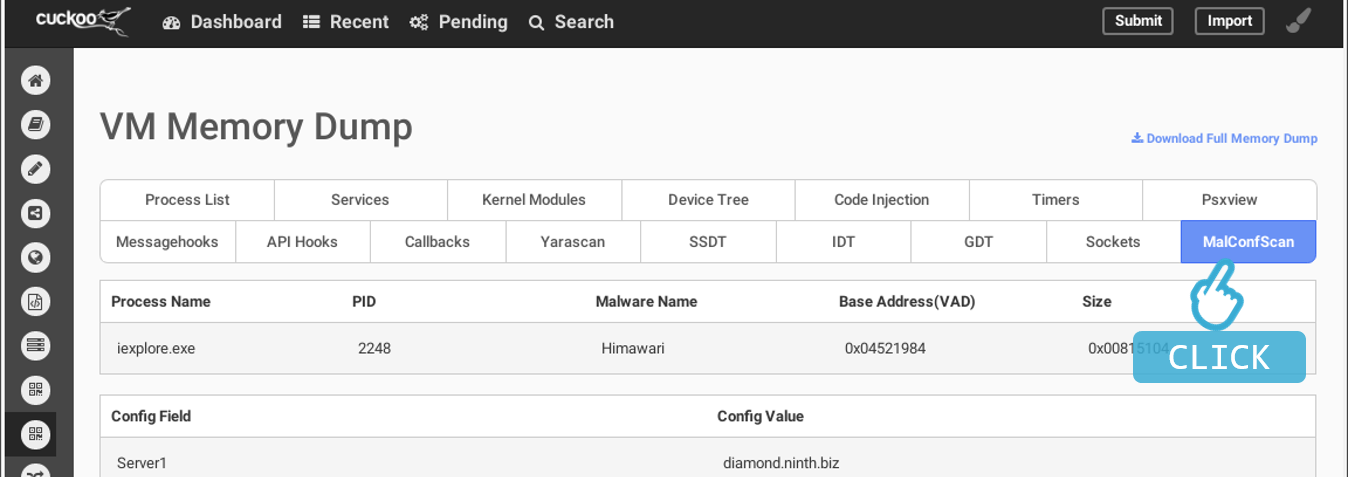 cuckoo Dashboard Recent Pending Search Submit Import
VM Memory Dump
Download Full Memory Dump
Process List Services Kernel Modules Device Tree Code Injection Timers Psxview
Messagehooks API Hooks Callbacks Yarascan SSDT IDT GDT Sockets MalConfScan
Process Name PID Malware Name Base Address(VAD) Size
iexplore.exe 2248 Himawari 0x04521984 0x00815104
CLICK
Config Field Config Value
Server1 diamond.ninth.biz